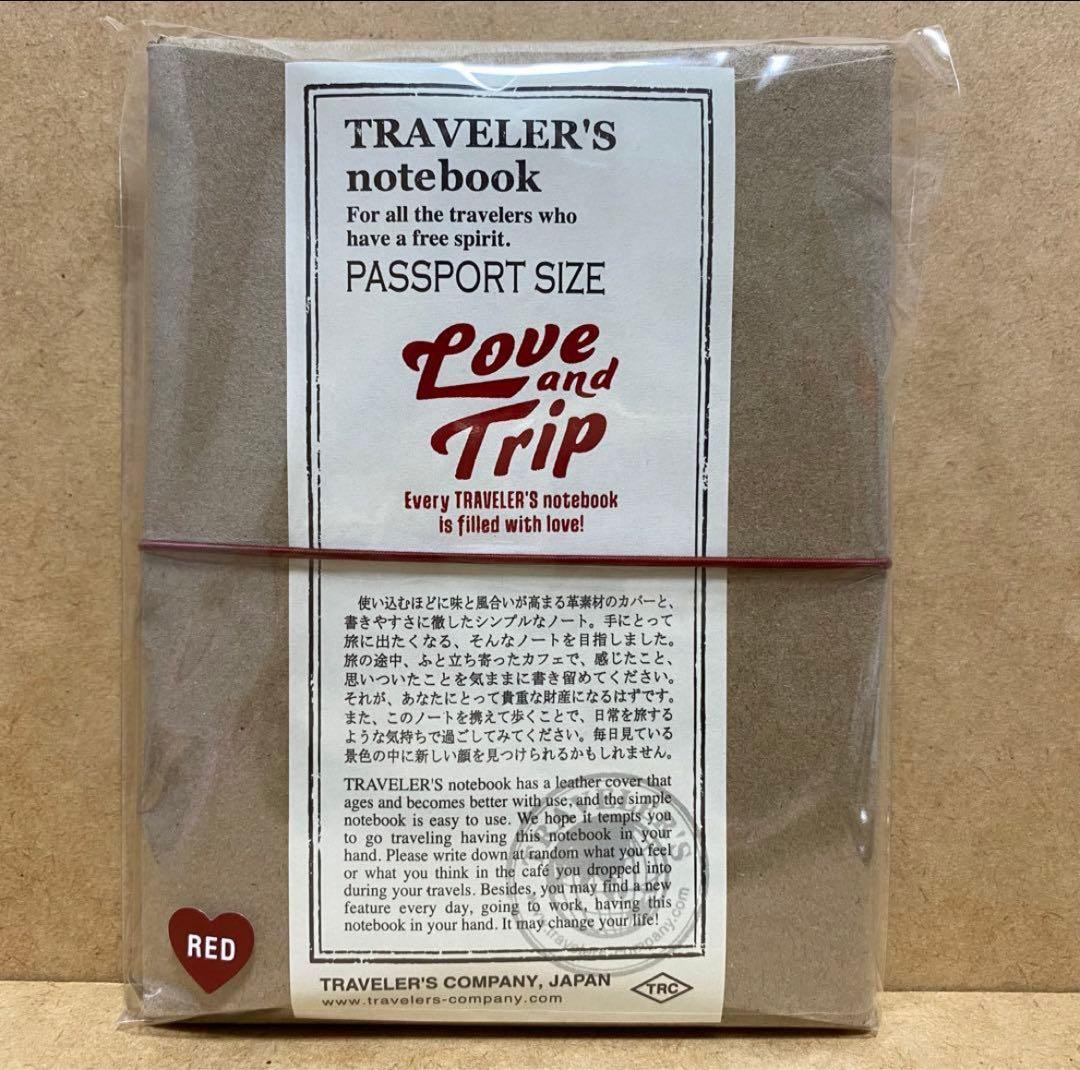 TRAVELER'S
notebook
For all the travelers who
have a free spirit.
PASSPORT SIZE
Love
and
Trip
Every TRAVELER'S notebook
is filled with love!
使い込むほどに味と風合いが高まる革素材のカバーと、
書きやすさに徹したシンプルなノート。手にとって
旅に出たくなる、そんなノートを目指しました。
旅の途中、ふと立ち寄ったカフェで、感じたこと、
思いついたことを気ままに書き留めてください。
それが、あなたにとって貴重な財産になるはずです。
また、このノートを携えて歩くことで、日常を旅する
ような気持ちで過ごしてみてください。毎日見ている
景色の中に新しい顔を見つけられるかもしれません。
TRAVELER'S notebook has a leather cover that
ages and becomes better with use, and the simple
notebook is easy to use. We hope it tempts you
to go traveling having this notebook in your
hand. Please write down at random what you feel
or what you think in the café you dropped into
during your travels. Besides, you may find a new
feature every day, going to work, having this
notebook in your hand. It may change your life!
TRAVELER'S
www.travelers-company.com
RED
TRAVELER'S COMPANY, JAPAN
www.travelers-company.com
TRC